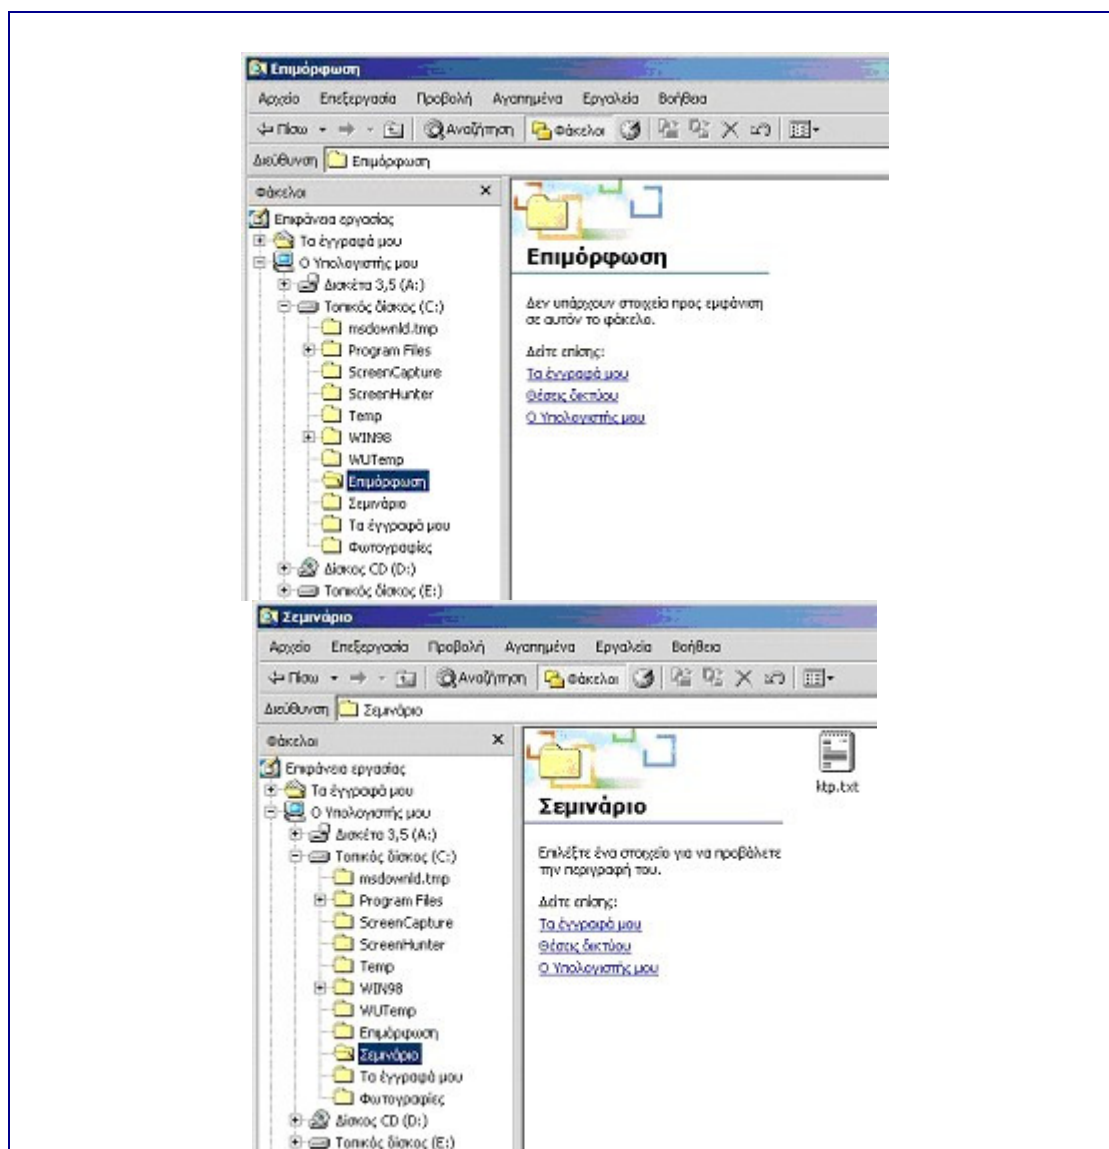 Επιμόρφωση
Αρχείο Επεξεργασία Προβολή Αγαπημένα Εργαλεία Βοήθεια
Πίσω Αναζήτηση Φάκελοι
Διεύθυνση Επιμόρφωση
Φάκελοι
Επιφάνεια εργασίας
Τα έγγραφά μου
Ο Υπολογιστής μου
Δισκέτα 3,5 (A:)
Τοπικός δίσκος (C:)
msdownld.tmp
Program Files
ScreenCapture
ScreenHunter
Temp
WIN98
WUTemp
Επιμόρφωση
Σεμινάριο
Τα έγγραφά μου
Φωτογραφίες
Δίσκος CD (D:)
Τοπικός δίσκος (E:)
Επιμόρφωση
Δεν υπάρχουν στοιχεία προς εμφάνιση
σε αυτόν το φάκελο.
Δείτε επίσης:
Τα έγγραφά μου
Θέσεις δικτύου
Ο Υπολογιστής μου
Σεμινάριο
Αρχείο Επεξεργασία Προβολή Αγαπημένα Εργαλεία Βοήθεια
Πίσω Αναζήτηση Φάκελοι
Διεύθυνση Σεμινάριο
Φάκελοι
Επιφάνεια εργασίας
Τα έγγραφά μου
Ο Υπολογιστής μου
Δισκέτα 3,5 (A:)
Τοπικός δίσκος (C:)
msdownld.tmp
Program Files
ScreenCapture
ScreenHunter
Temp
WIN98
WUTemp
Επιμόρφωση
Σεμινάριο
Τα έγγραφά μου
Φωτογραφίες
Δίσκος CD (D:)
Τοπικός δίσκος (E:)
Σεμινάριο
Επιλέξτε ένα στοιχείο για να προβάλετε
την περιγραφή του.
Δείτε επίσης:
Τα έγγραφά μου
Θέσεις δικτύου
Ο Υπολογιστής μου
ktp.txt